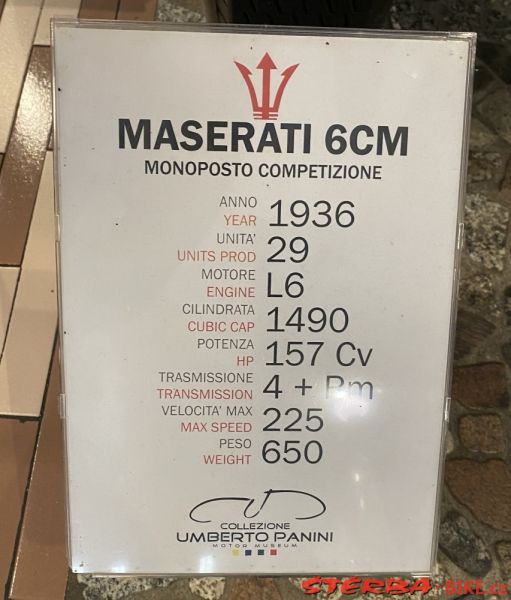 MASERATI 6CM
MONOPOSTO COMPETIZIONE
ANNO
YEAR 1936
UNITA'
UNITS PROD 29
MOTORE
ENGINE L6
CILINDRATA
CUBIC CAP 1490
POTENZA
HP 157 Cv
TRASMISSIONE
TRANSMISSION 4 + Rm
VELOCITA' MAX
MAX SPEED 225
PESO
WEIGHT 650
COLLEZIONE
UMBERTO PANINI
MOTOR MUSEUM
STERBA-BIKE.cz